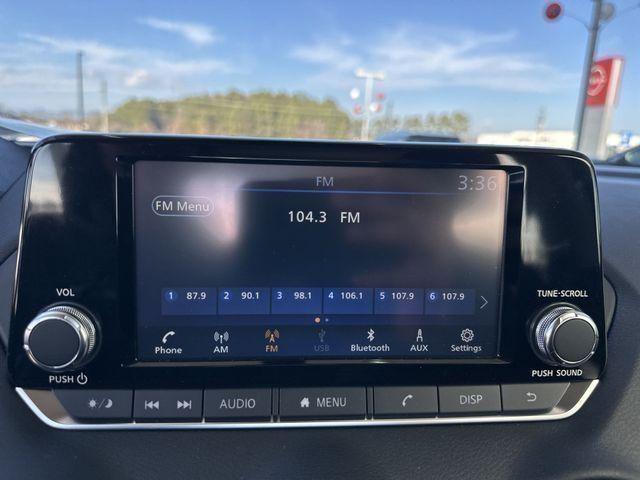 FM 3:36
FM Menu
104.3 FM
1 87.9 2 90.1 3 98.1 4 106.1 5 107.9 6 107.9
Phone AM FM USB Bluetooth AUX Settings
VOL
PUSH
TUNE·SCROLL
PUSH SOUND
AUDIO MENU DISP